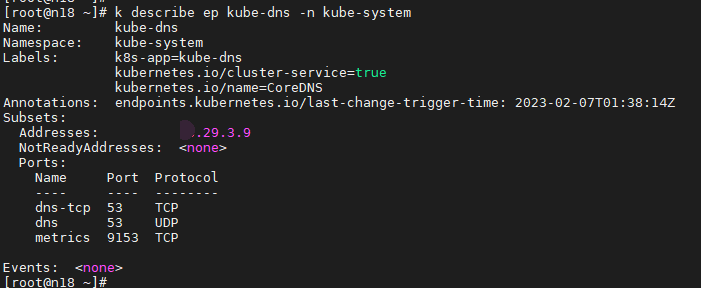 [root@n18 ~]# k describe ep kube-dns -n kube-system
Name:         kube-dns
Namespace:    kube-system
Labels:       k8s-app=kube-dns
              kubernetes.io/cluster-service=true
              kubernetes.io/name=CoreDNS
Annotations:  endpoints.kubernetes.io/last-change-trigger-time: 2023-02-07T01:38:14Z
Subsets:
  Addresses:          .29.3.9
  NotReadyAddresses:  <none>
  Ports:
    Name     Port  Protocol
    ----     ----  --------
    dns-tcp  53    TCP
    dns      53    UDP
    metrics  9153  TCP
Events:  <none>
[root@n18 ~]#